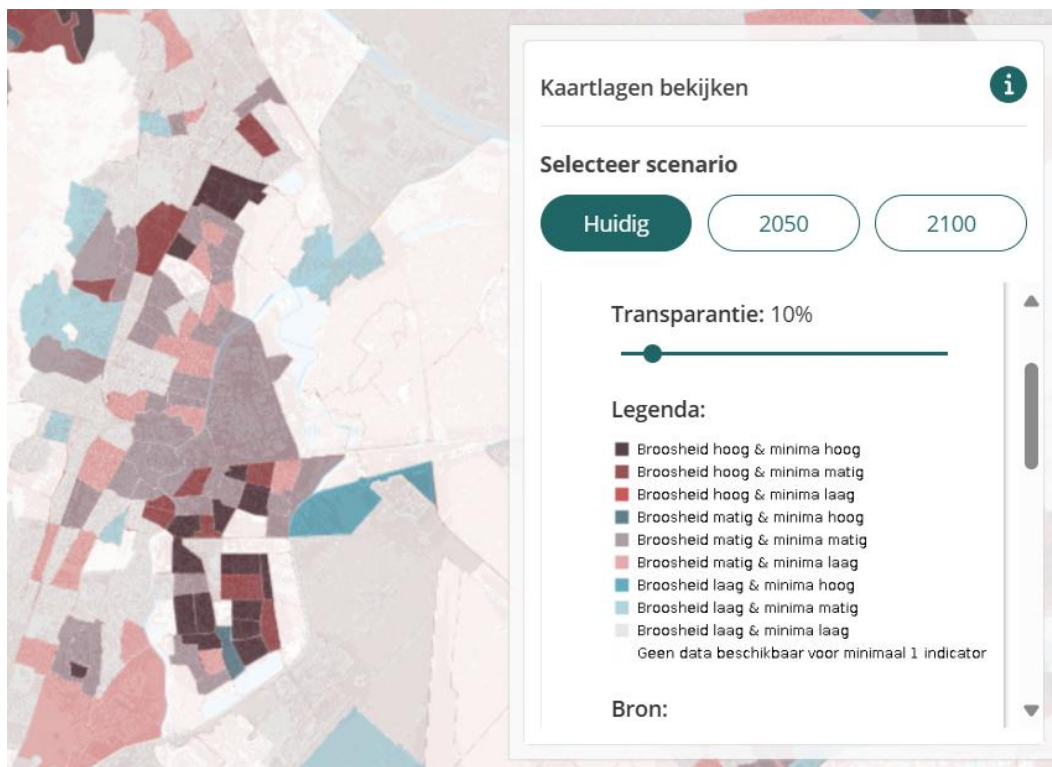 Kaartlagen bekijken
i
Selecteer scenario
Huidig 2050 2100
Transparantie: 10%
Legenda:
Broosheid hoog & minima hoog
Broosheid hoog & minima matig
Broosheid hoog & minima laag
Broosheid matig & minima hoog
Broosheid matig & minima matig
Broosheid matig & minima laag
Broosheid laag & minima hoog
Broosheid laag & minima matig
Broosheid laag & minima laag
Geen data beschikbaar voor minimaal 1 indicator
Bron: